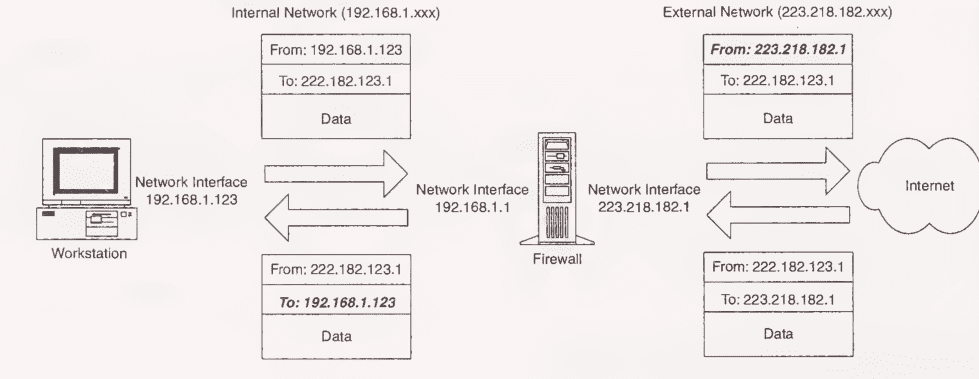 Internal Network (192.168.1.xxx)
External Network (223.218.182.xxx)
From: 192.168.1.123
To: 222.182.123.1
Data
From: 223.218.182.1
To: 222.182.123.1
Data
Network Interface
192.168.1.123
Workstation
Network Interface
192.168.1.1
Firewall
Network Interface
223.218.182.1
Internet
From: 222.182.123.1
To: 192.168.1.123
Data
From: 222.182.123.1
To: 223.218.182.1
Data